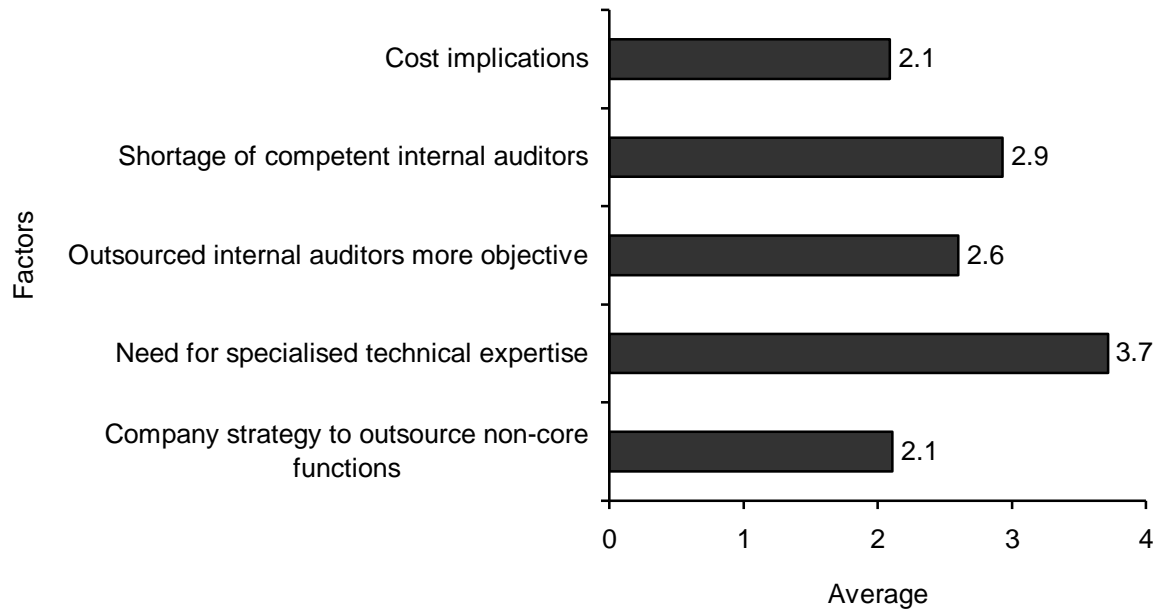 Cost implications
2.1
Shortage of competent internal auditors
2.9
Factors
Outsourced internal auditors more objective
2.6
Need for specialised technical expertise
3.7
Company strategy to outsource non-core
functions
2.1
0 1 2 3 4
Average